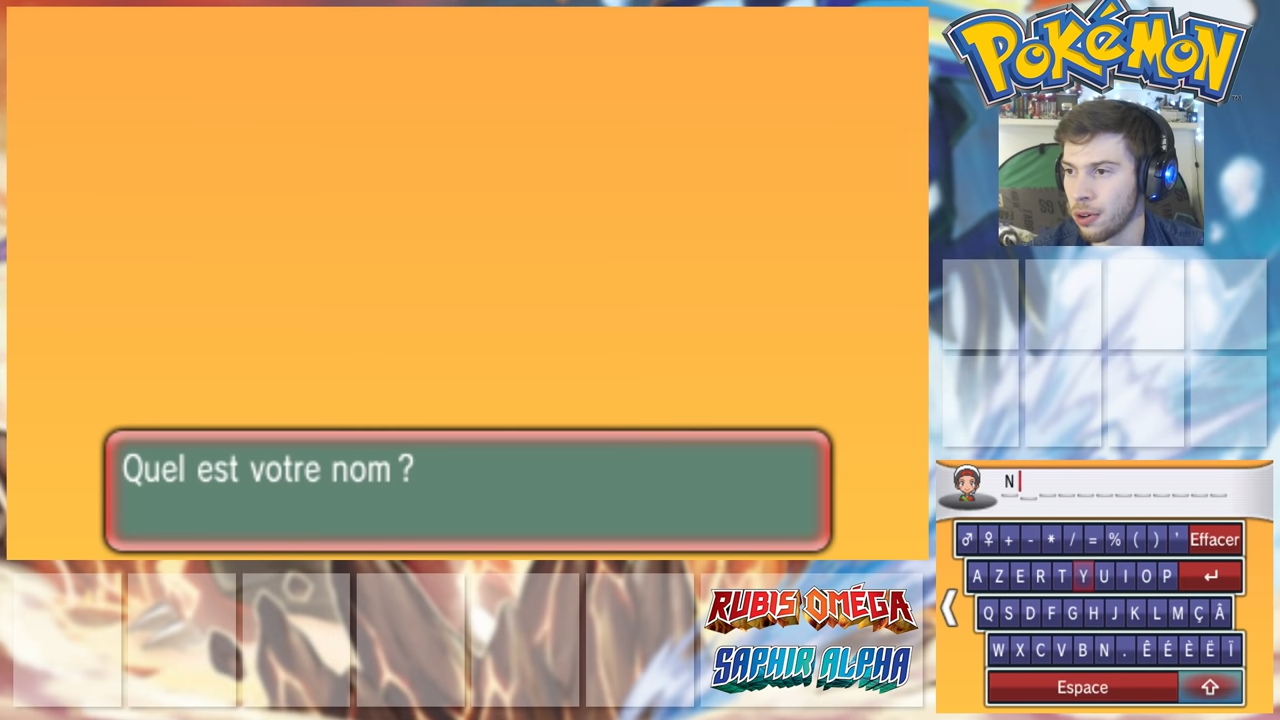 POKÉMON
Quel est votre nom ?
N
♂ ♀ + - * / = % ( ) ' Effacer
A Z E R T Y U I O P
Q S D F G H J K L M Ç Â
W X C V B N . Ê É È Ë Ï
Espace
RUBIS OMÉGA
SAPHIR ALPHA